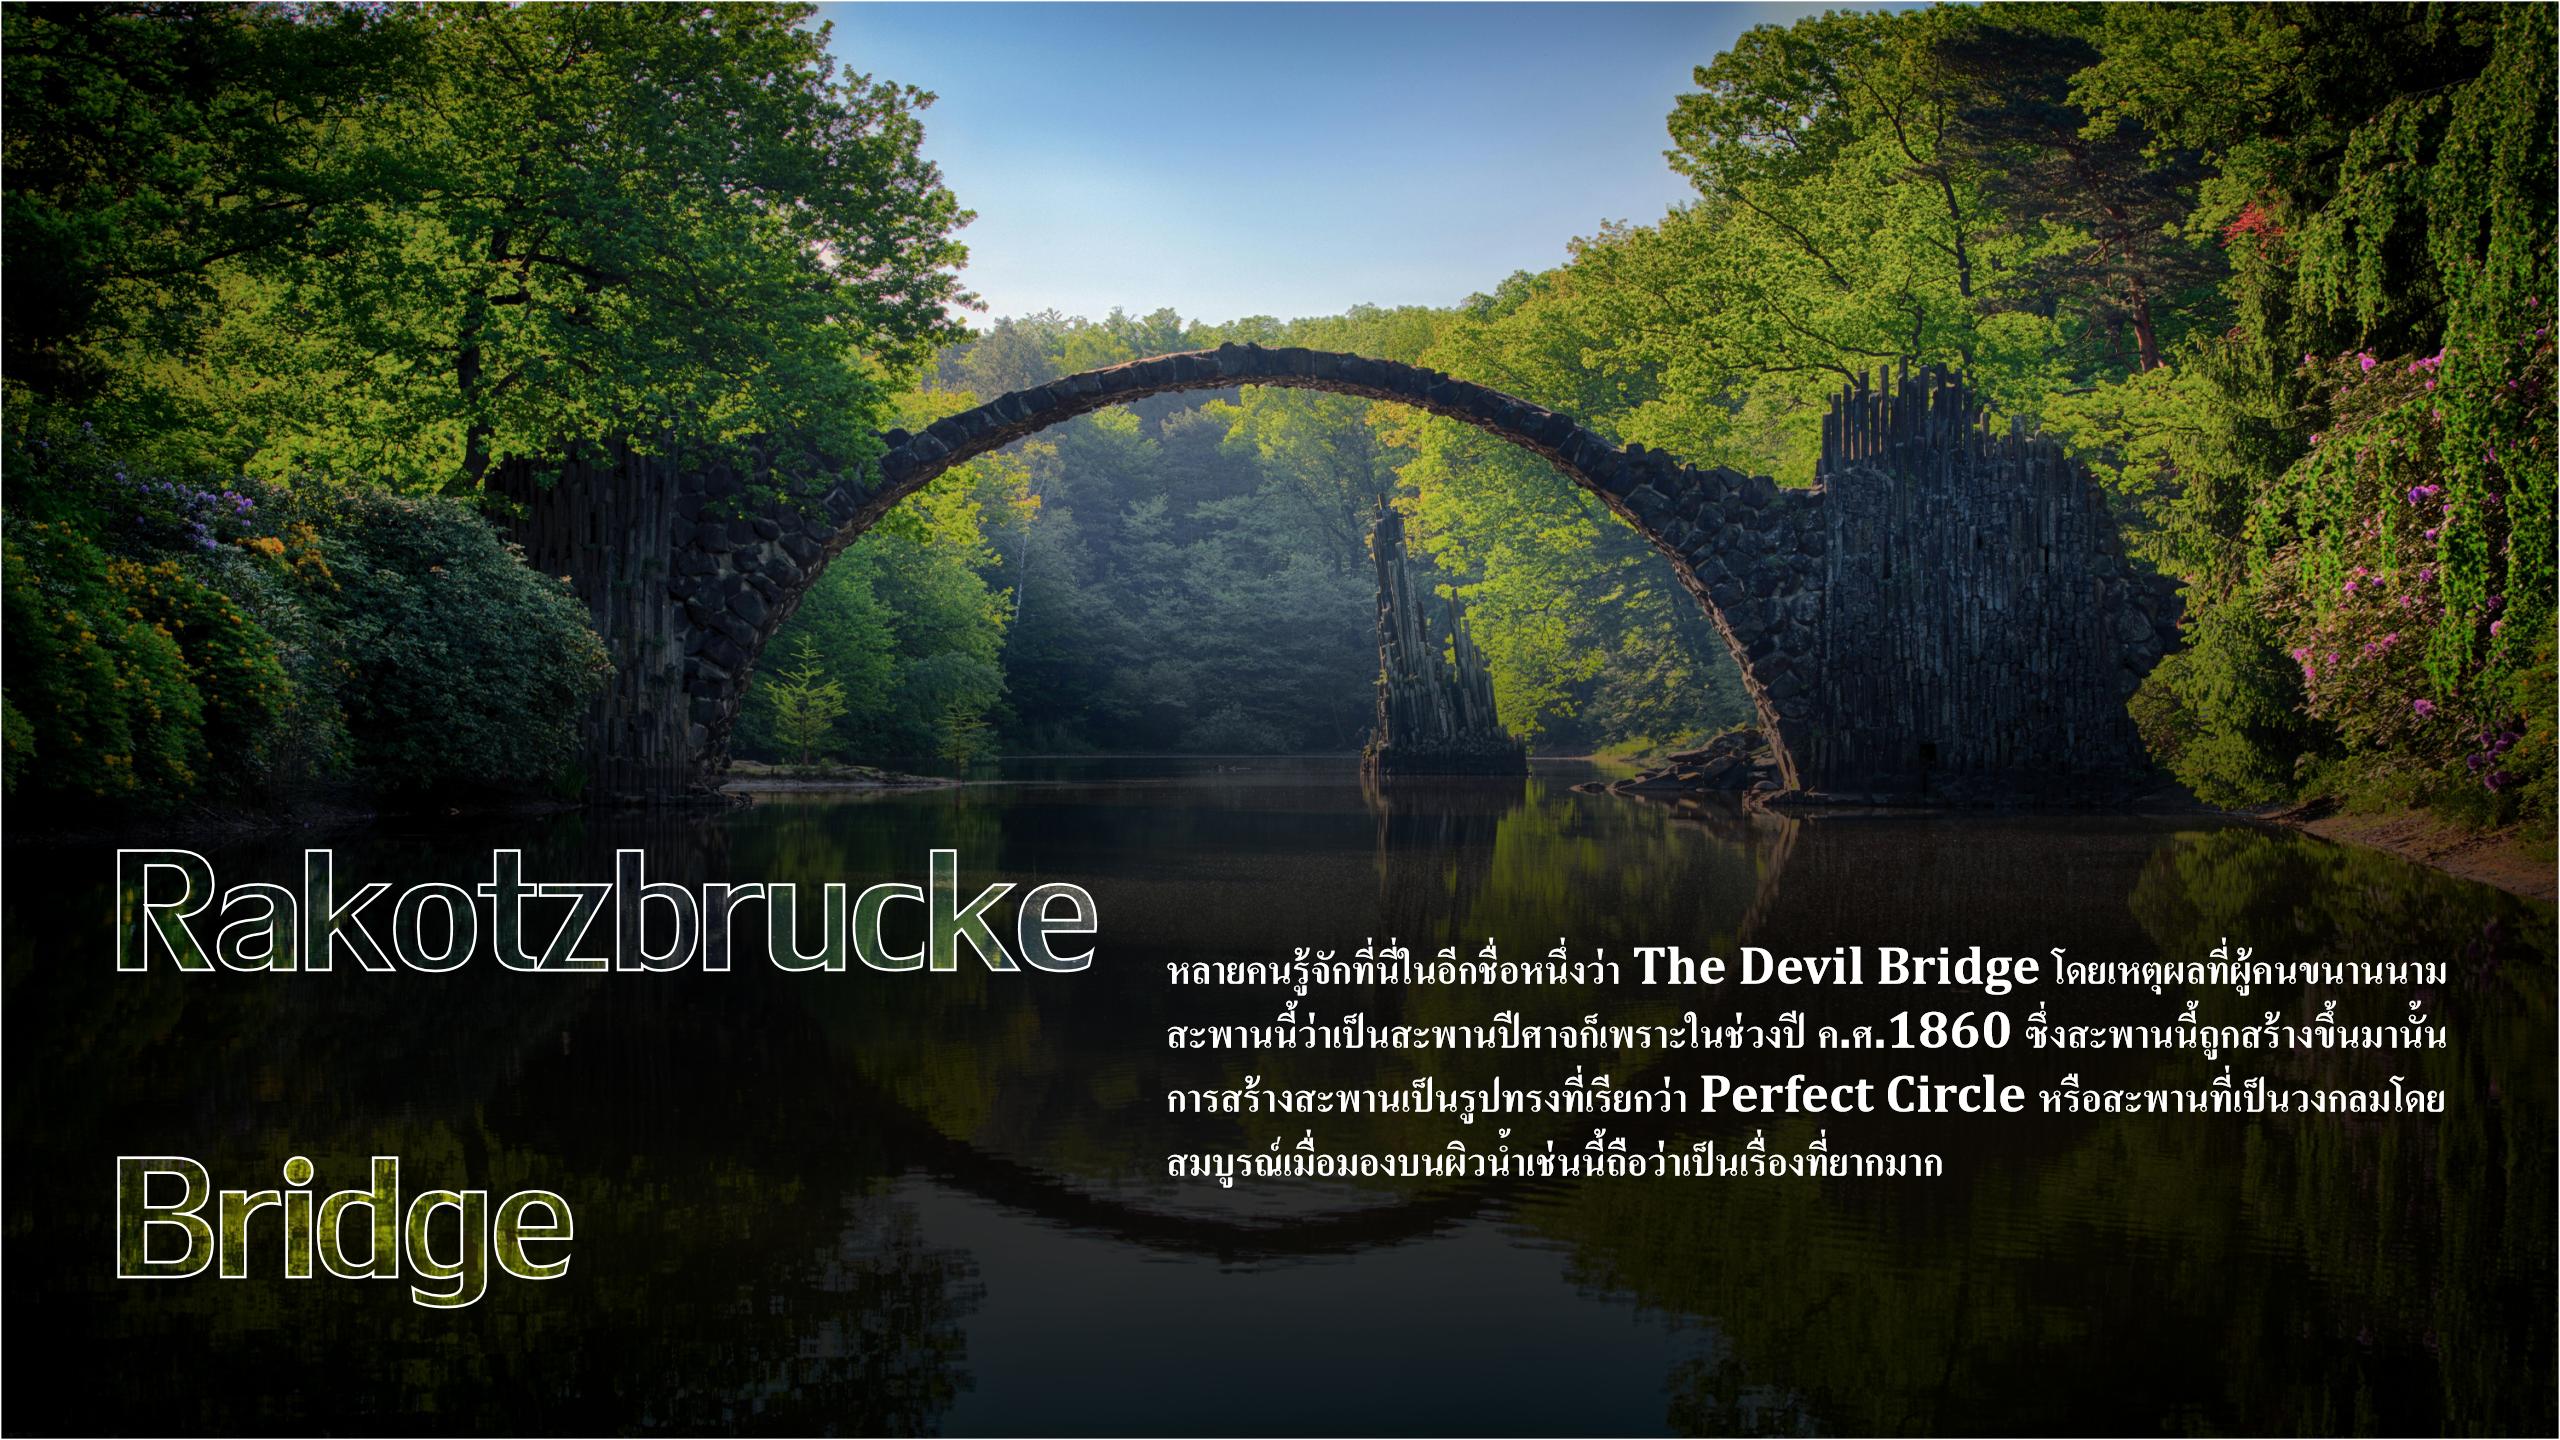 Rakotzbrucke
Bridge
หลายคนรู้จักที่นี่ในอีกชื่อหนึ่งว่า The Devil Bridge โดยเหตุผลที่ผู้คนขนานนาม
สะพานนี้ว่าเป็นสะพานปีศาจก็เพราะในช่วงปี ค.ศ.1860 ซึ่งสะพานนี้ถูกสร้างขึ้นมานั้น
การสร้างสะพานเป็นรูปทรงที่เรียกว่า Perfect Circle หรือสะพานที่เป็นวงกลมโดย
สมบูรณ์เมื่อมองบนผิวน้ำเช่นนี้ถือว่าเป็นเรื่องที่ยากมาก